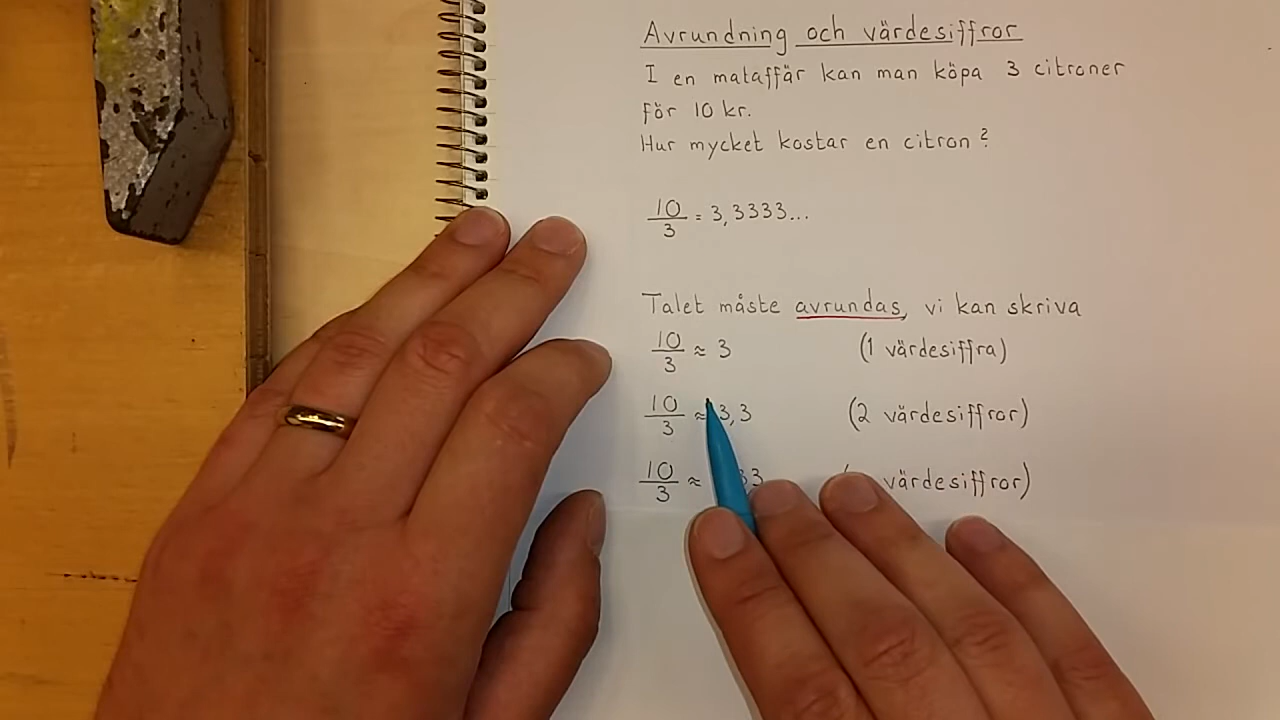 Avrundning och värdesiffror
I en mataffär kan man köpa 3 citroner
för 10 kr.
Hur mycket kostar en citron?
10/3 = 3,3333...
Talet måste avrundas, vi kan skriva
10/3 ≈ 3 (1 värdesiffra)
10/3 ≈ 3,3 (2 värdesiffror)
10/3 ≈ 33 värdesiffror)